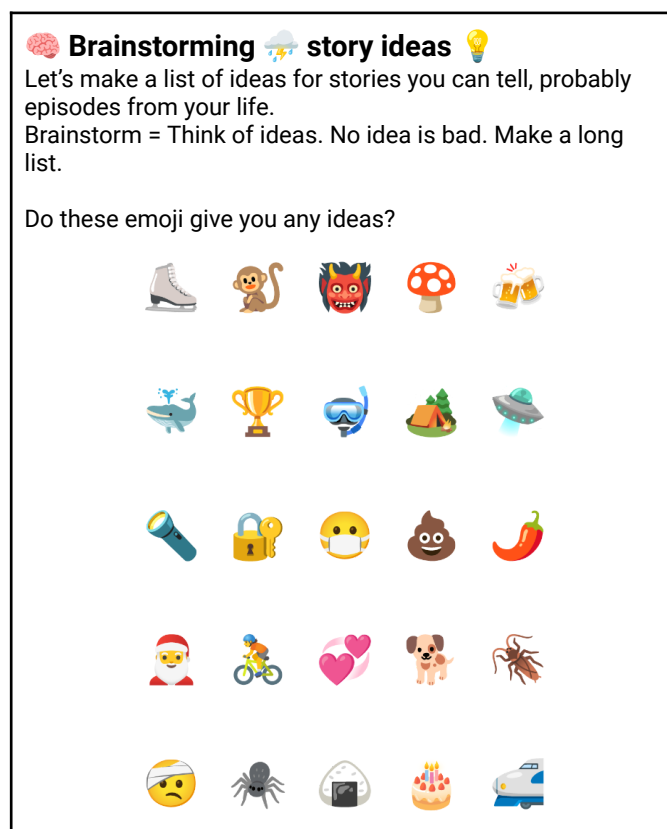 🧠 Brainstorming ⛈️ story ideas 💡
Let’s make a list of ideas for stories you can tell, probably
episodes from your life.
Brainstorm = Think of ideas. No idea is bad. Make a long
list.
Do these emoji give you any ideas?